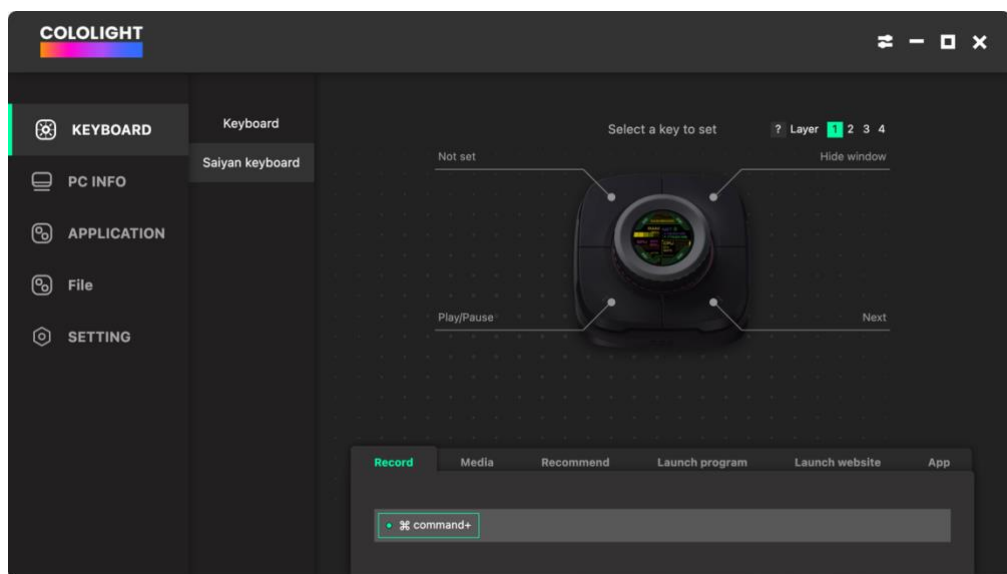 COLOLIGHT
KEYBOARD
PC INFO
APPLICATION
File
SETTING
Keyboard
Saiyan keyboard
Select a key to set
? Layer 1 2 3 4
Not set
Hide window
Play/Pause
Next
Record Media Recommend Launch program Launch website App
⌘ command+